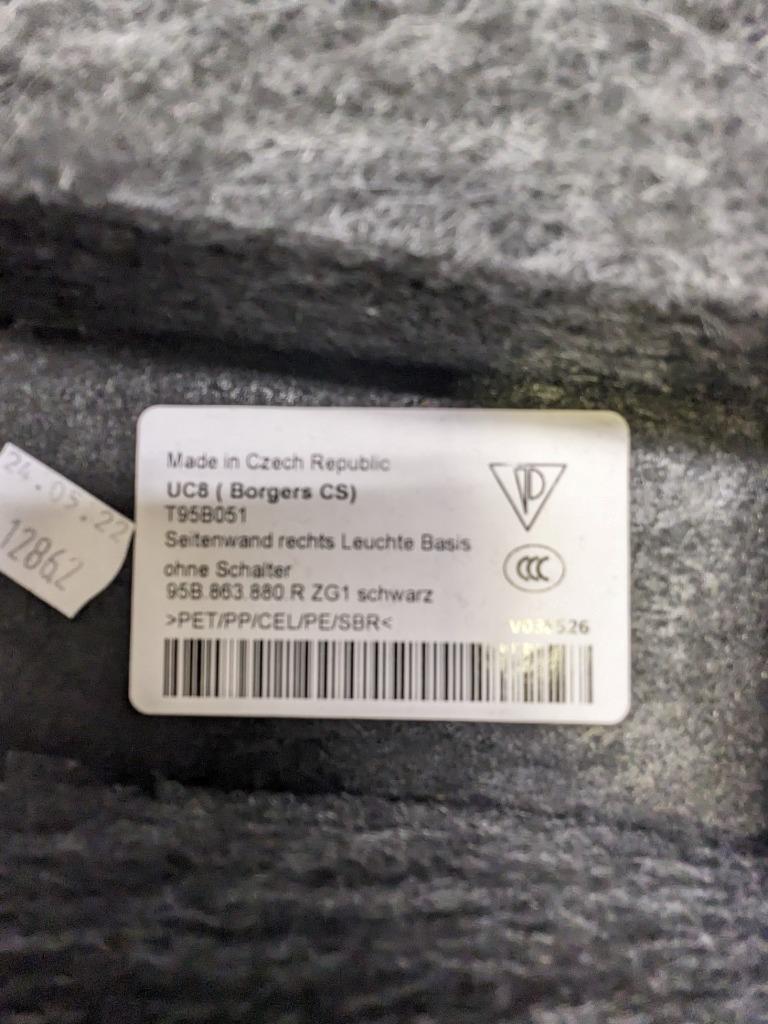 Made in Czech Republic
UC8 ( Borgers CS)
T95B051
Seitenwand rechts Leuchte Basis
ohne Schalter
95B.863.880.R ZG1 schwarz
>PET/PP/CEL/PE/SBR<
CCC
24.05.22
12862